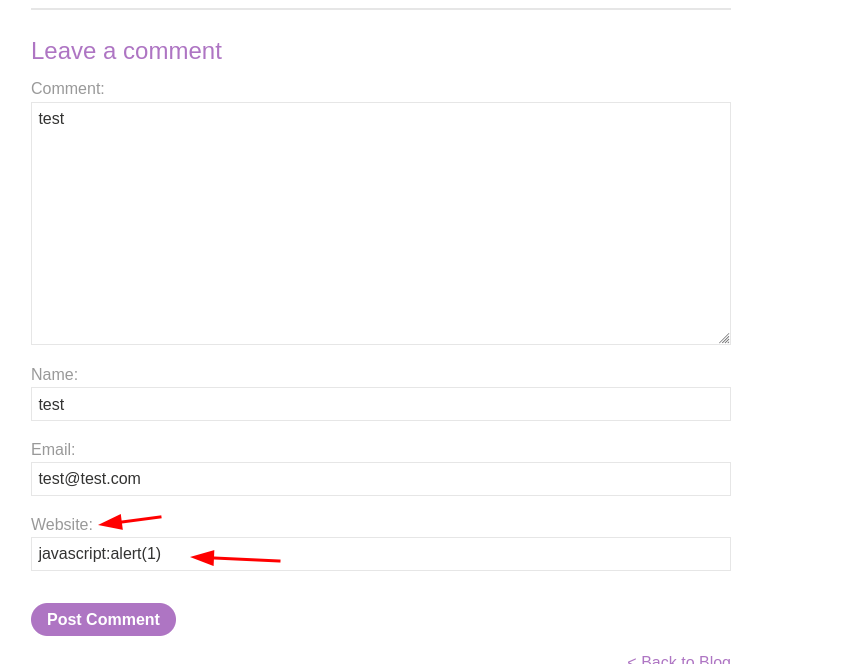 Leave a comment
Comment:
test
Name:
test
Email:
test@test.com
Website:
javascript:alert(1)
Post Comment
< Back to Blog